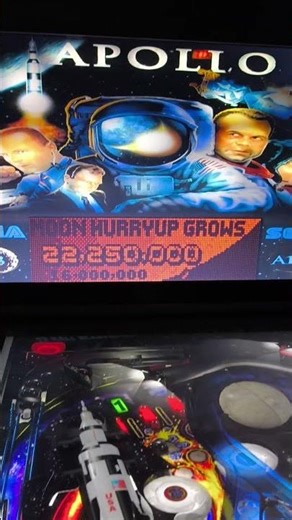 APOLLO
MOON HURRYUP GROWS
22,250,000
16,000,000
USA